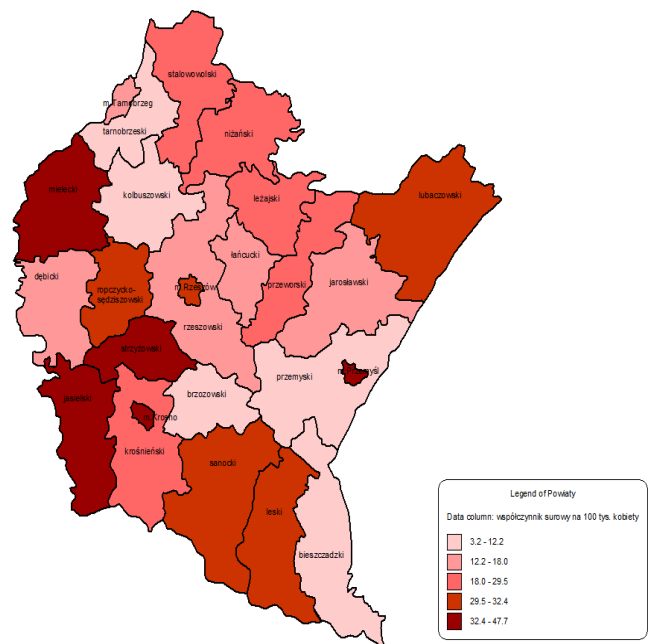 stalowowolski
m.Tarnobrzeg
tarnobrzeski
niżański
mielecki
kolbuszowski
leżajski
lubaczowski
łańcucki
dębicki
ropczycko-
sędziszowski
m.Rzeszów
przeworski
jarosławski
rzeszowski
strzyżowski
przemyski
m.Przemyśl
jasielski
brzozowski
m.Krosno
krośnieński
sanocki
leski
bieszczadzki
Legend of Powiaty
Data column: współczynnik surowy na 100 tys. kobiety
3.2 - 12.2
12.2 - 18.0
18.0 - 29.5
29.5 - 32.4
32.4 - 47.7